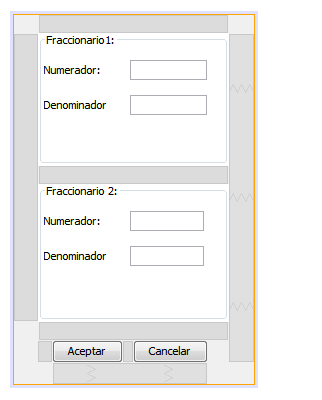 Fraccionario1:
Numerador:
Denominador
Fraccionario 2:
Numerador:
Denominador
Aceptar Cancelar